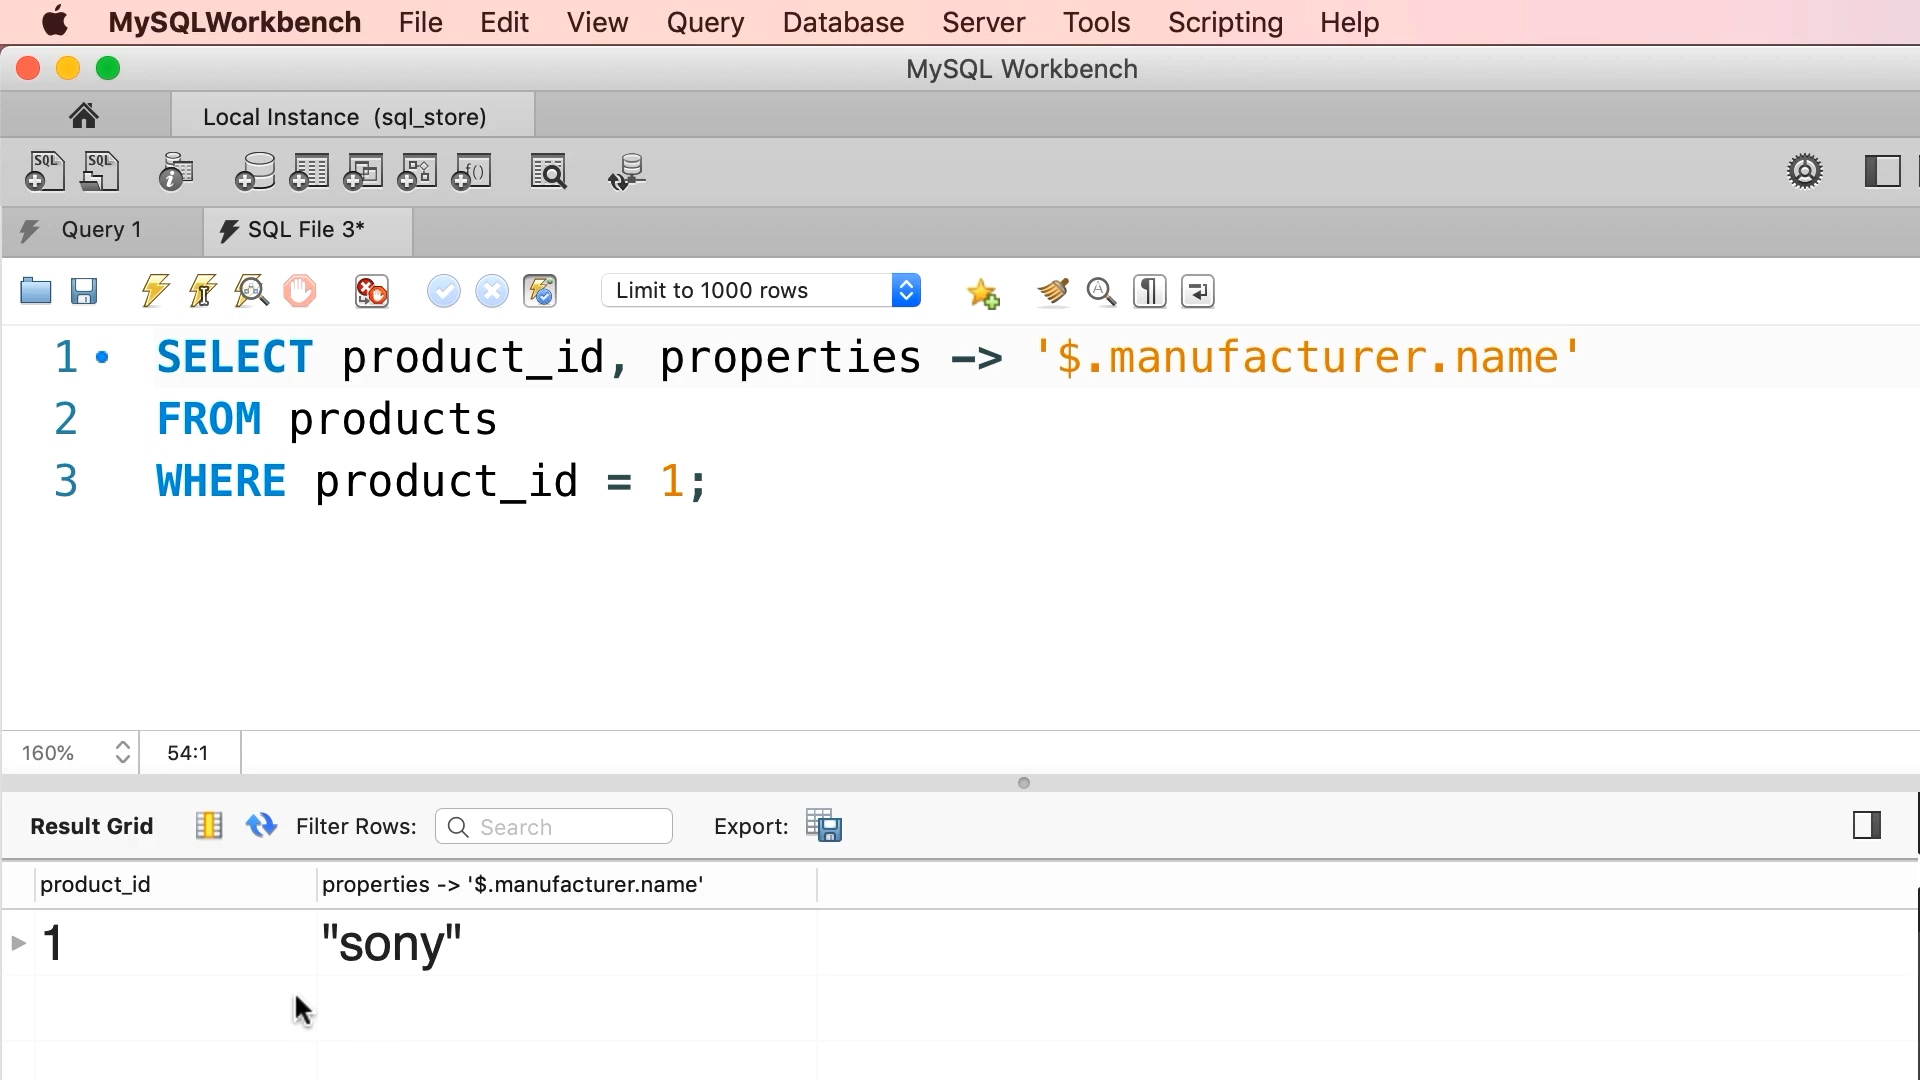 MySQLWorkbench File Edit View Query Database Server Tools Scripting Help
MySQL Workbench
Local Instance (sql_store)
SQL SQL i f()
Query 1 SQL File 3*
Limit to 1000 rows
1 SELECT product_id, properties -> '$.manufacturer.name'
2 FROM products
3 WHERE product_id = 1;
160% 54:1
Result Grid Filter Rows: Search Export:
product_id properties -> '$.manufacturer.name'
1 "sony"